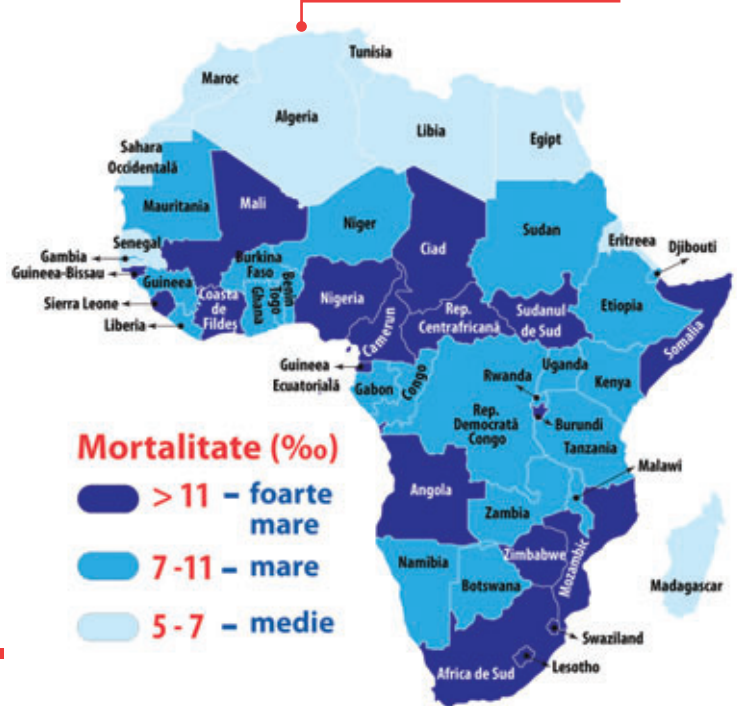 Tunisia
Maroc
Algeria
Libia
Egipt
Sahara
Occidentală
Mauritania
Mali
Niger
Ciad
Sudan
Eritreea
Djibouti
Senegal
Gambia
Guineea-Bissau
Guineea
Burkina
Faso
Benin
Togo
Ghana
Coasta
de
Fildeș
Sierra Leone
Liberia
Nigeria
Camerun
Rep.
Centrafricană
Sudanul
de Sud
Etiopia
Somalia
Guineea
Ecuatorială
Gabon
Congo
Rwanda
Uganda
Kenya
Rep.
Democrată
Congo
Burundi
Tanzania
Malawi
Angola
Zambia
Zimbabwe
Mozambic
Namibia
Botswana
Madagascar
Swaziland
Lesotho
Africa de Sud
Mortalitate (‰)
> 11 – foarte
mare
7 -11 – mare
5 - 7 – medie